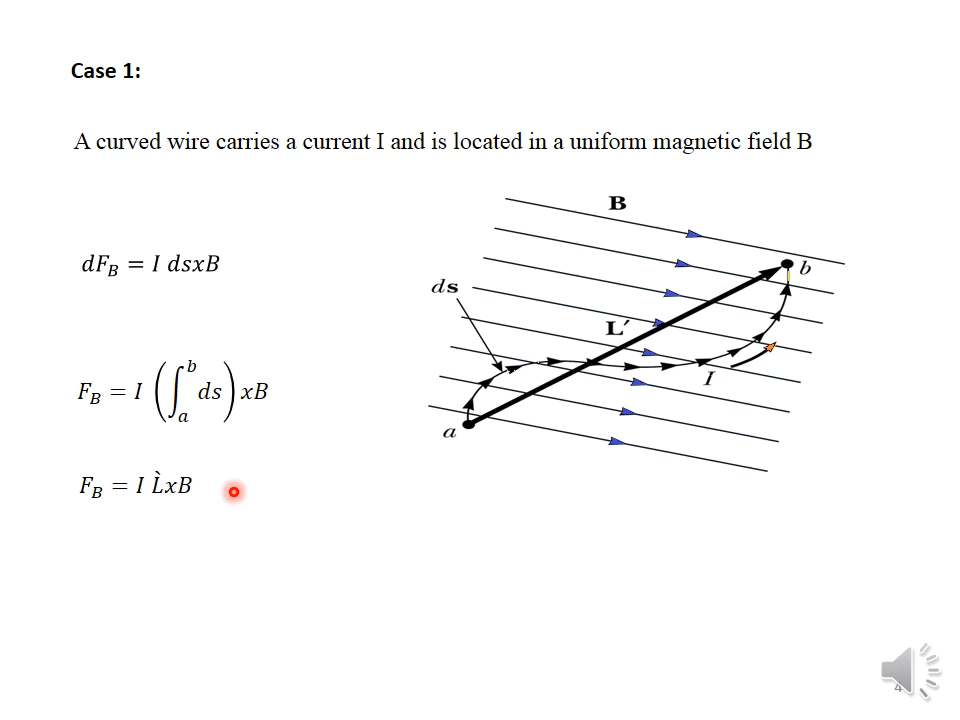 Case 1:
A curved wire carries a current I and is located in a uniform magnetic field B
B
dF_B = I dsxB
b
ds
L′
F_B = I (∫_a^b ds) xB
I
a
F_B = I L̀xB
4